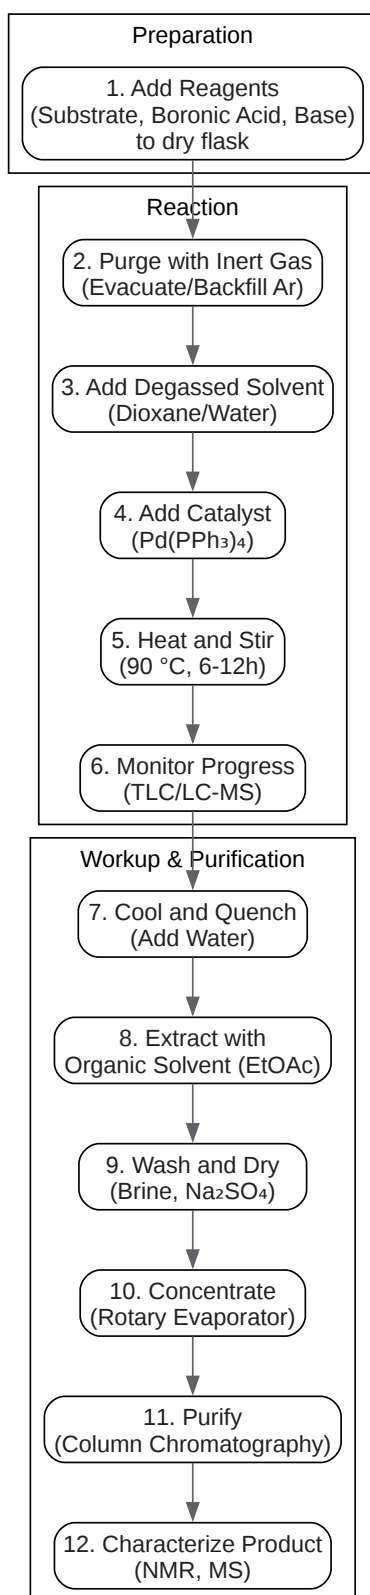 Preparation
1. Add Reagents
(Substrate, Boronic Acid, Base)
to dry flask
Reaction
2. Purge with Inert Gas
(Evacuate/Backfill Ar)
3. Add Degassed Solvent
(Dioxane/Water)
4. Add Catalyst
(Pd(PPh₃)₄)
5. Heat and Stir
(90 °C, 6-12h)
6. Monitor Progress
(TLC/LC-MS)
Workup & Purification
7. Cool and Quench
(Add Water)
8. Extract with
Organic Solvent (EtOAc)
9. Wash and Dry
(Brine, Na₂SO₄)
10. Concentrate
(Rotary Evaporator)
11. Purify
(Column Chromatography)
12. Characterize Product
(NMR, MS)